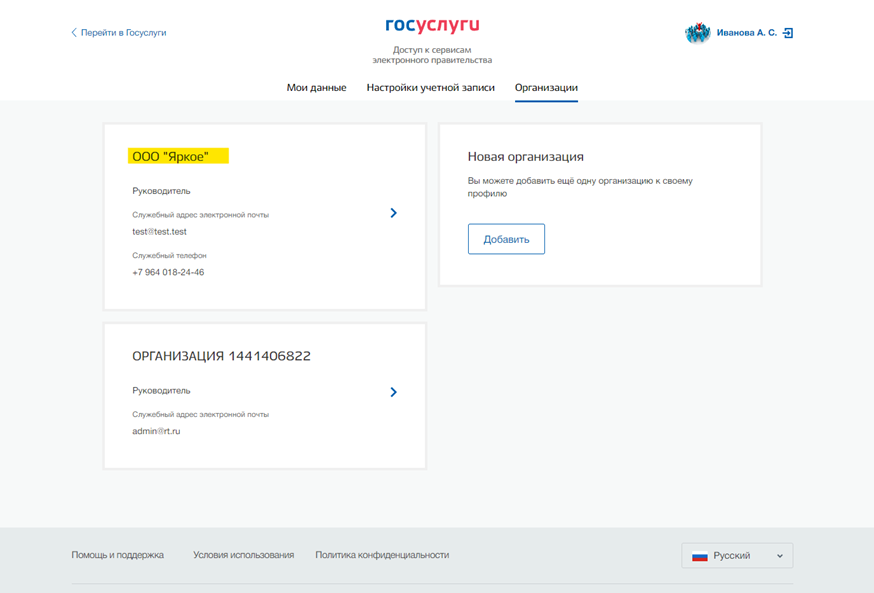 Перейти в Госуслуги
госуслуги
Доступ к сервисам
электронного правительства
Иванова А. С.
Мои данные Настройки учетной записи Организации
ООО "Яркое"
Руководитель
Служебный адрес электронной почты
test@test.test
Служебный телефон
+7 964 018-24-46
Новая организация
Вы можете добавить ещё одну организацию к своему
профилю
Добавить
ОРГАНИЗАЦИЯ 1441406822
Руководитель
Служебный адрес электронной почты
admin@rt.ru
Помощь и поддержка Условия использования Политика конфиденциальности
Русский